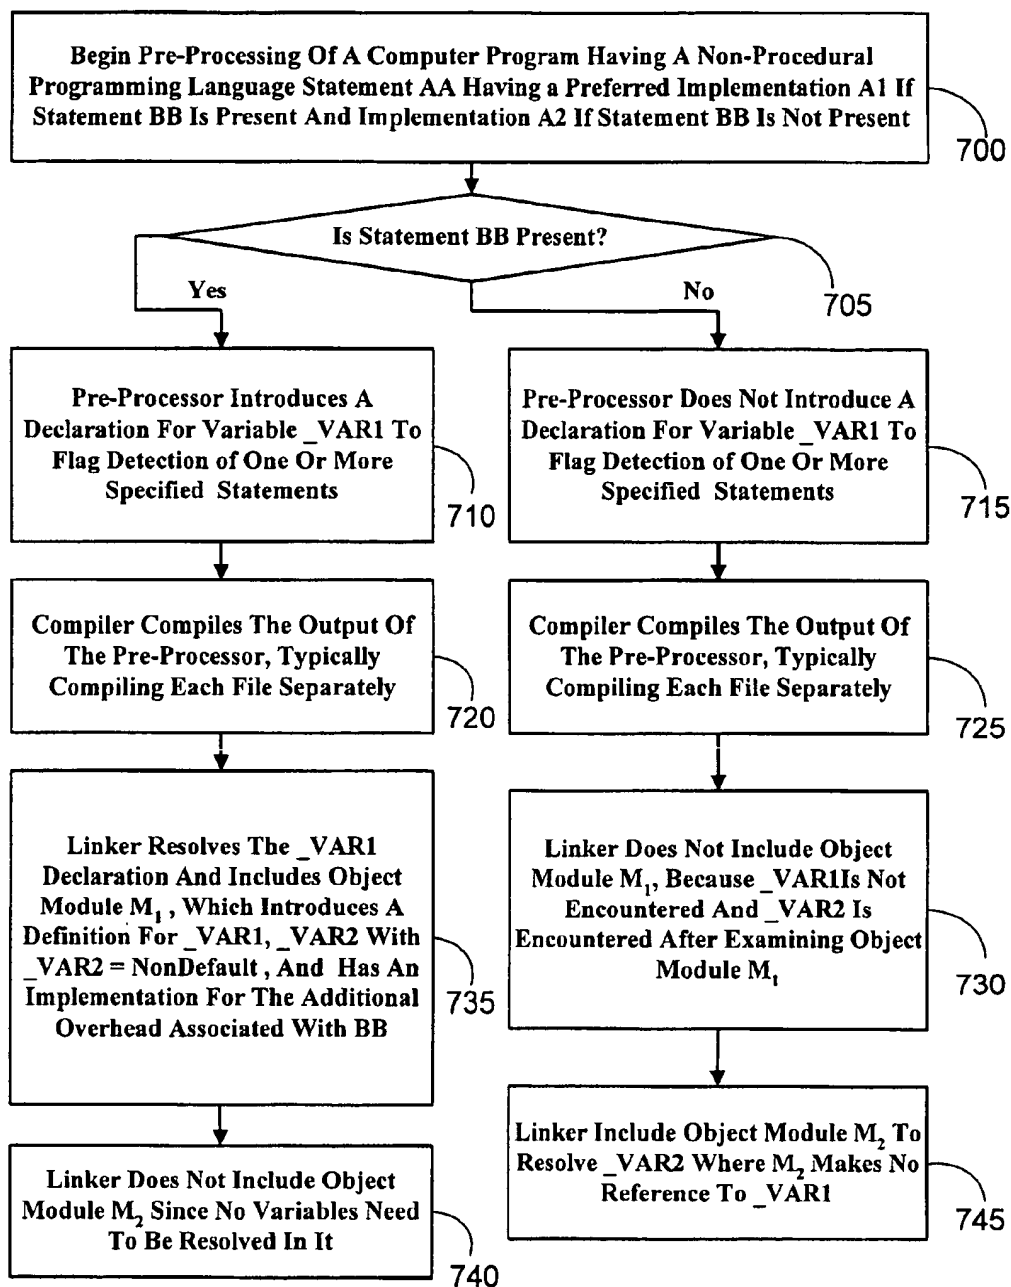 Begin Pre-Processing Of A Computer Program Having A Non-Procedural
Programming Language Statement AA Having a Preferred Implementation A1 If
Statement BB Is Present And Implementation A2 If Statement BB Is Not Present
700
Is Statement BB Present?
705
Yes
No
Pre-Processor Introduces A
Declaration For Variable _VAR1 To
Flag Detection of One Or More
Specified Statements
710
Pre-Processor Does Not Introduce A
Declaration For Variable _VAR1 To
Flag Detection of One Or More
Specified Statements
715
Compiler Compiles The Output Of
The Pre-Processor, Typically
Compiling Each File Separately
720
Compiler Compiles The Output Of
The Pre-Processor, Typically
Compiling Each File Separately
725
Linker Resolves The _VAR1
Declaration And Includes Object
Module M₁ , Which Introduces A
Definition For _VAR1, _VAR2 With
_VAR2 = NonDefault , And Has An
Implementation For The Additional
Overhead Associated With BB
735
Linker Does Not Include Object
Module M₁, Because _VAR1Is Not
Encountered And _VAR2 Is
Encountered After Examining Object
Module M₁
730
Linker Does Not Include Object
Module M₂ Since No Variables Need
To Be Resolved In It
740
Linker Include Object Module M₂ To
Resolve _VAR2 Where M₂ Makes No
Reference To _VAR1
745